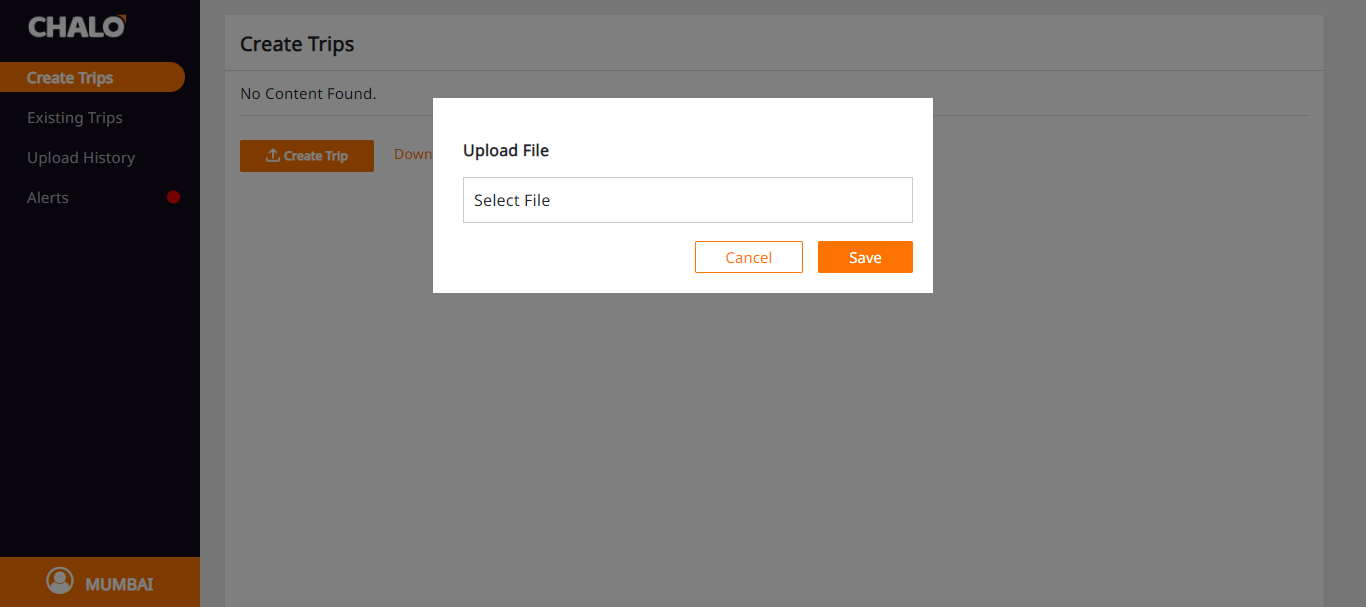 CHALO
Create Trips
Existing Trips
Upload History
Alerts
MUMBAI
Create Trips
No Content Found.
Create Trip
Down
Upload File
Select File
Cancel
Save